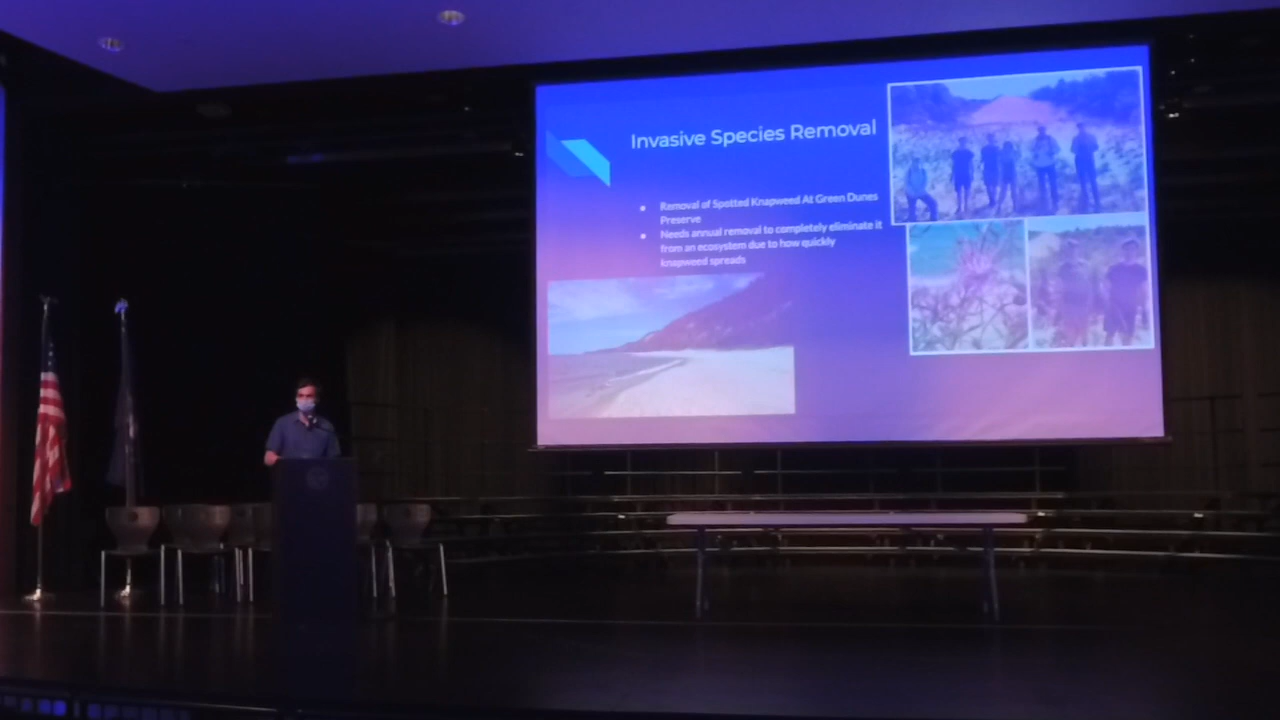 Invasive Species Removal
Removal of Spotted Knapweed At Green Dunes
Preserve
Needs annual removal to completely eliminate it
from an ecosystem due to how quickly
knapweed spreads